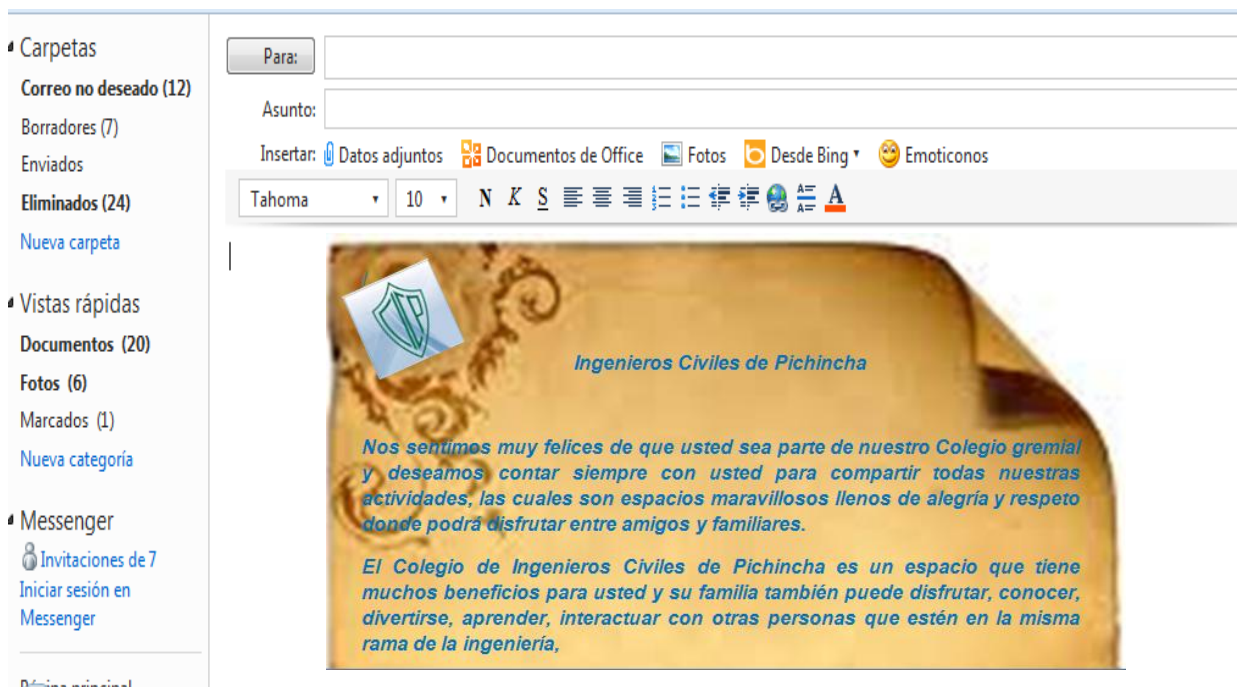 Carpetas
Correo no deseado (12)
Borradores (7)
Enviados
Eliminados (24)
Nueva carpeta
Vistas rápidas
Documentos (20)
Fotos (6)
Marcados (1)
Nueva categoría
Messenger
Invitaciones de 7
Iniciar sesión en
Messenger
Para:
Asunto:
Insertar: Datos adjuntos Documentos de Office Fotos Desde Bing Emoticonos
Tahoma 10 N K S A
CIP
Ingenieros Civiles de Pichincha
Nos sentimos muy felices de que usted sea parte de nuestro Colegio gremial
y deseamos contar siempre con usted para compartir todas nuestras
actividades, las cuales son espacios maravillosos llenos de alegría y respeto
donde podrá disfrutar entre amigos y familiares.
El Colegio de Ingenieros Civiles de Pichincha es un espacio que tiene
muchos beneficios para usted y su familia también puede disfrutar, conocer,
divertirse, aprender, interactuar con otras personas que estén en la misma
rama de la ingeniería,